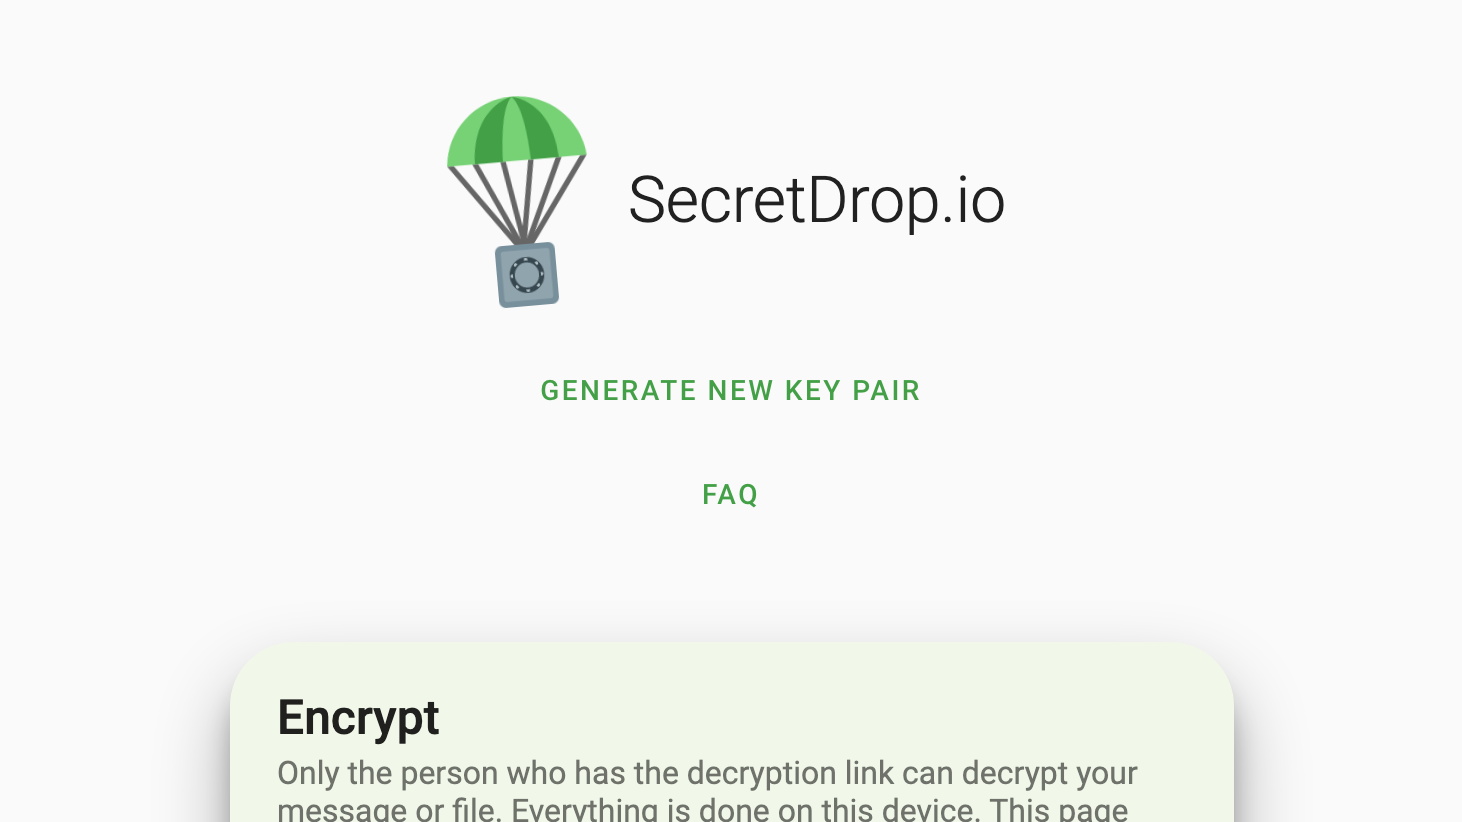 SecretDrop.io
GENERATE NEW KEY PAIR
FAQ
Encrypt
Only the person who has the decryption link can decrypt your
message or file. Everything is done on this device. This page